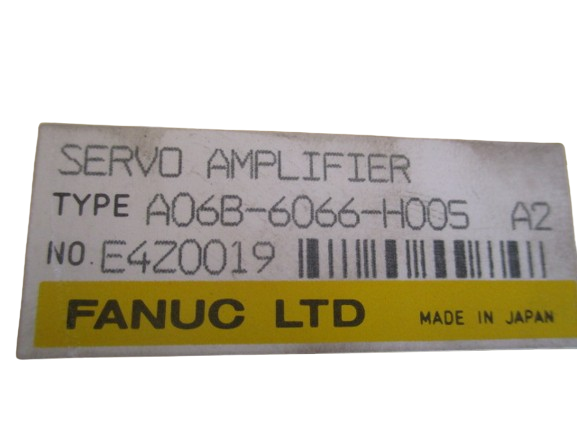 SERVO AMPLIFIER
TYPE A06B-6066-H005 A2
NO. E4Z0019
FANUC LTD MADE IN JAPAN